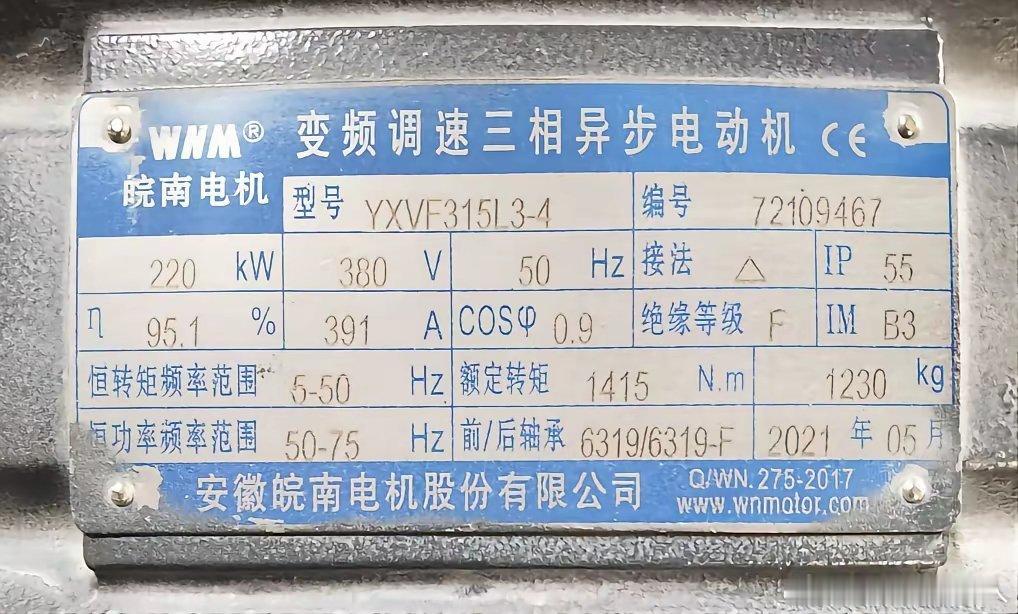 WNM® 变频调速三相异步电动机 CE
皖南电机 型号 YXVF315L3-4 编号 72109467
220 kW 380 V 50 Hz 接法 △ IP 55
η 95.1 % 391 A COSφ 0.9 绝缘等级 F IM B3
恒转矩频率范围 5-50 Hz 额定转矩 1415 N.m 1230 kg
恒功率频率范围 50-75 Hz 前/后轴承 6319/6319-F 2021 年 05 月
安徽皖南电机股份有限公司 Q/WN.275-2017
www.wnmotor.com